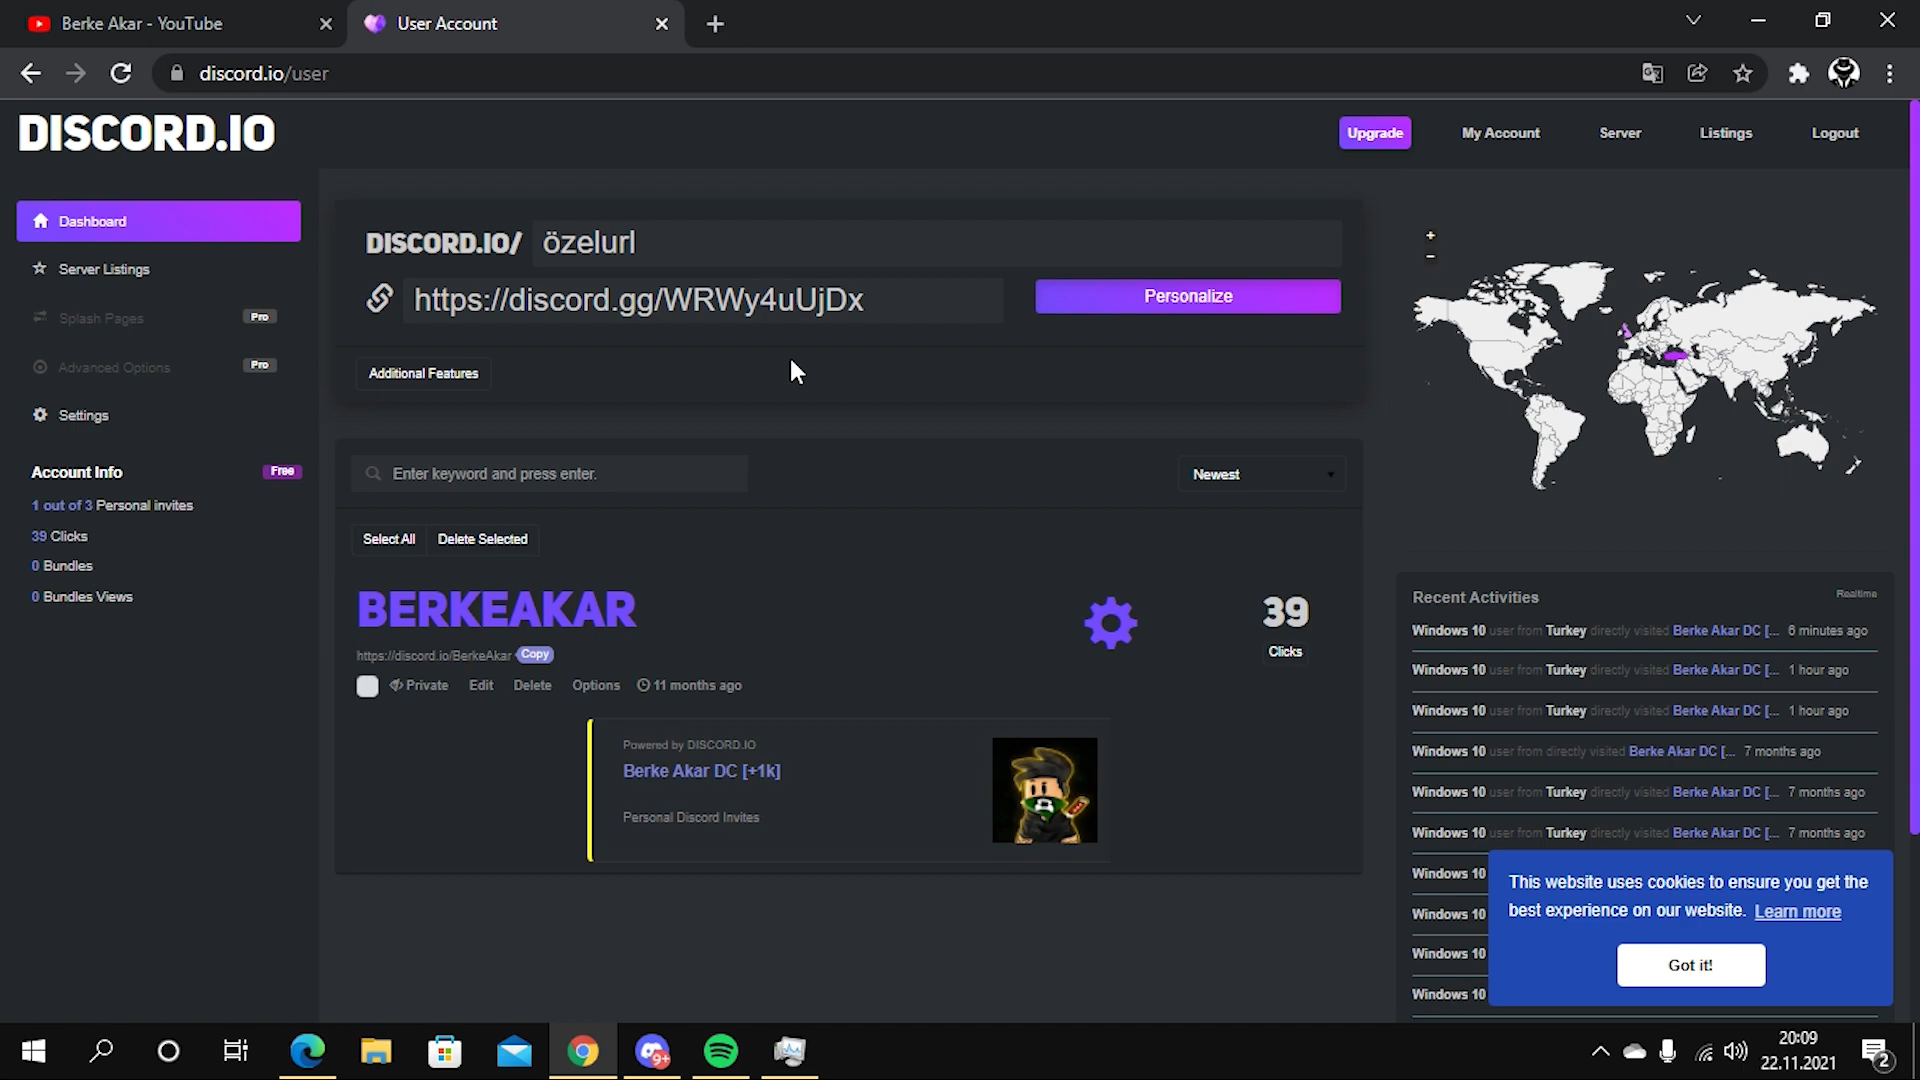 Berke Akar - YouTube
User Account
discord.io/user
DISCORD.IO
Upgrade
My Account
Server
Listings
Logout
Dashboard
Server Listings
Splash Pages
Pro
Advanced Options
Pro
Settings
Account Info
Free
1 out of 3 Personal invites
39 Clicks
0 Bundles
0 Bundles Views
DISCORD.IO/ özelurl
https://discord.gg/WRWy4uUjDx
Personalize
Additional Features
Enter keyword and press enter.
Newest
Select All
Delete Selected
BERKEAKAR
39
Clicks
https://discord.io/BerkeAkar Copy
Private Edit Delete Options 11 months ago
Powered by DISCORD.IO
Berke Akar DC [+1k]
Personal Discord Invites
+
−
Recent Activities
Realtime
Windows 10 user from Turkey directly visited Berke Akar DC [... 6 minutes ago
Windows 10 user from Turkey directly visited Berke Akar DC [... 1 hour ago
Windows 10 user from Turkey directly visited Berke Akar DC [... 1 hour ago
Windows 10 user from directly visited Berke Akar DC [... 7 months ago
Windows 10 user from Turkey directly visited Berke Akar DC [... 7 months ago
Windows 10 user from Turkey directly visited Berke Akar DC [... 7 months ago
Windows 10
Windows 10
Windows 10
Windows 10
This website uses cookies to ensure you get the
best experience on our website. Learn more
Got it!
9+
20:09
22.11.2021
2